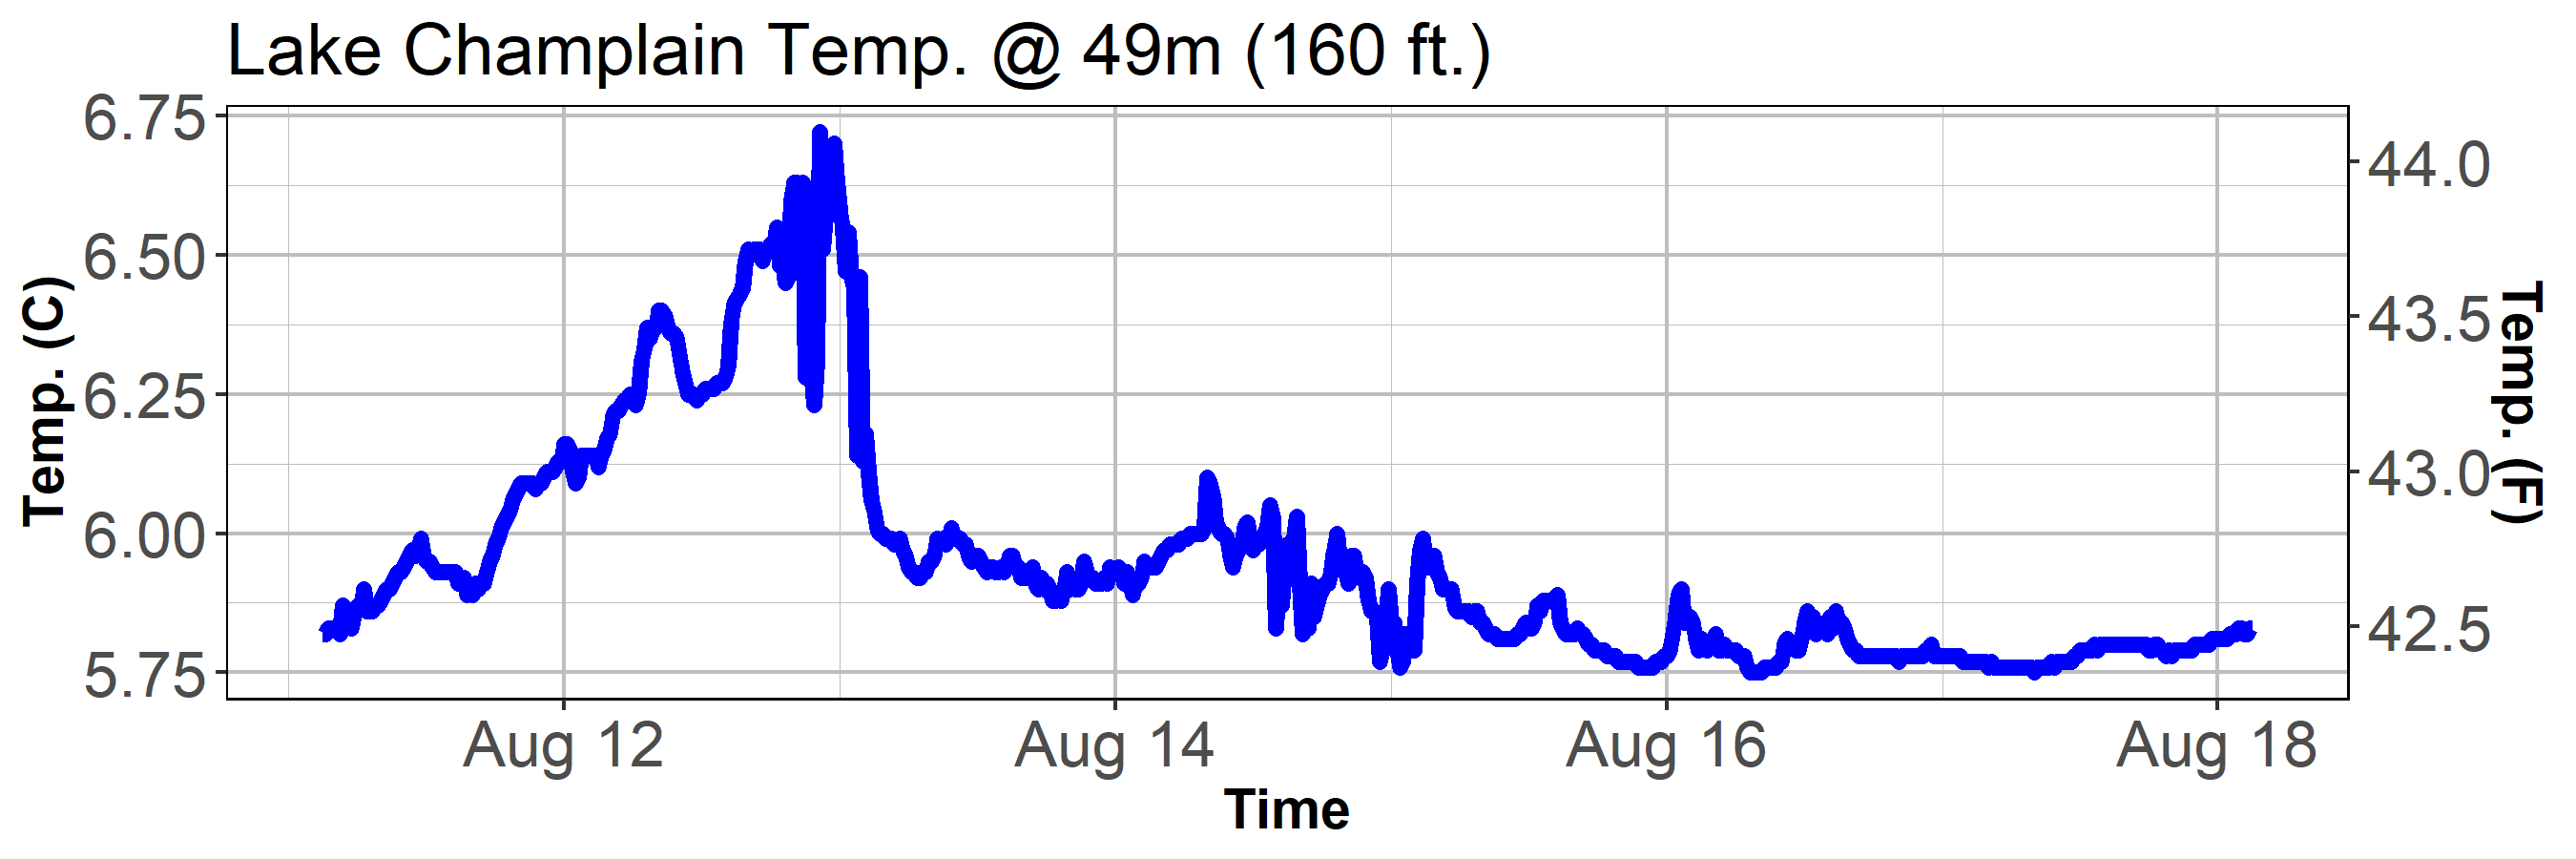 Lake Champlain Temp. @ 49m (160 ft.)
6.75
6.50
6.25
6.00
5.75
Temp. (C)
44.0
43.5
43.0
42.5
Temp. (F)
Aug 12
Aug 14
Aug 16
Aug 18
Time